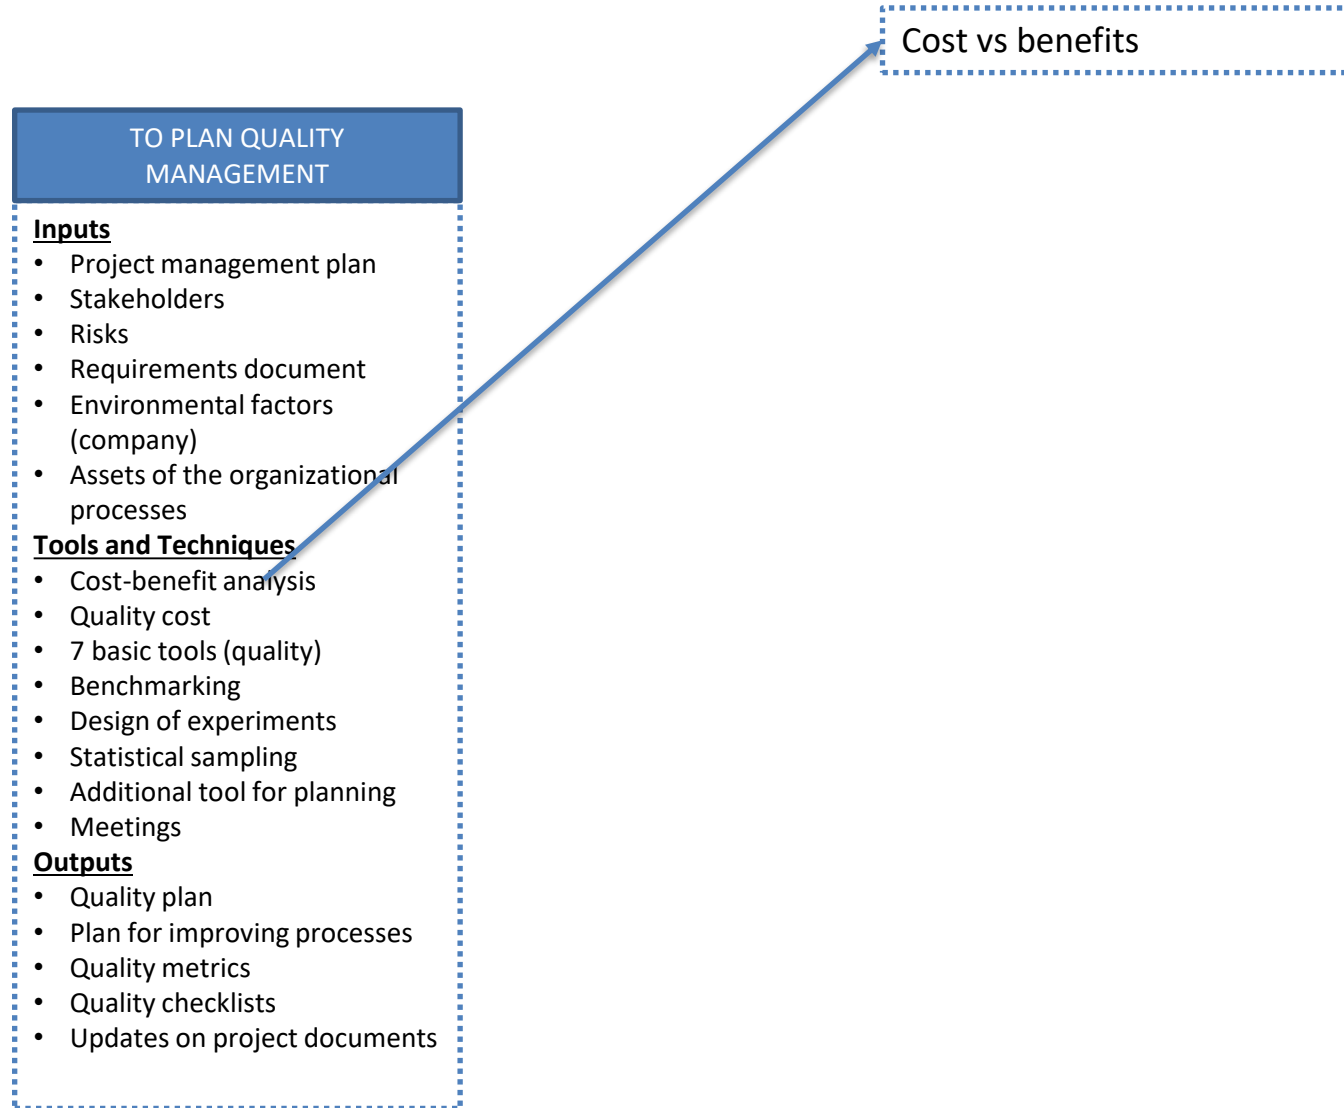 Cost vs benefits
TO PLAN QUALITY
MANAGEMENT
Inputs
• Project management plan
• Stakeholders
• Risks
• Requirements document
• Environmental factors
(company)
• Assets of the organizational
processes
Tools and Techniques
• Cost-benefit analysis
• Quality cost
• 7 basic tools (quality)
• Benchmarking
• Design of experiments
• Statistical sampling
• Additional tool for planning
• Meetings
Outputs
• Quality plan
• Plan for improving processes
• Quality metrics
• Quality checklists
• Updates on project documents